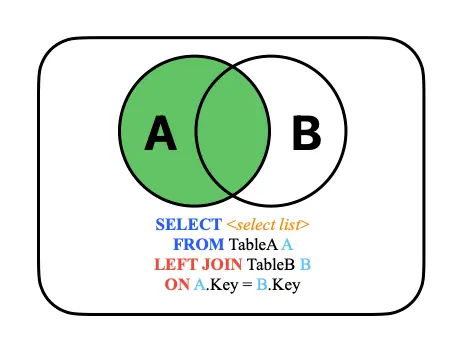 A B
SELECT <select list>
FROM TableA A
LEFT JOIN TableB B
ON A.Key = B.Key